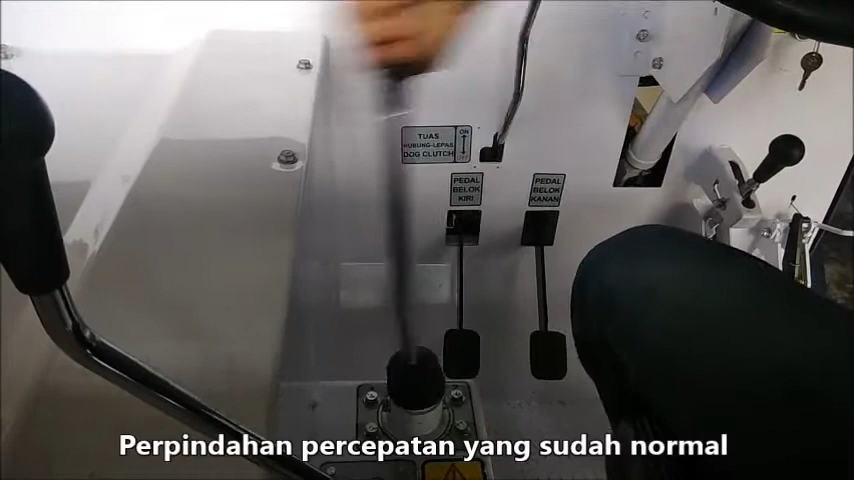 TUAS
HUBUNG-LEPAS
DOG CLUTCH
ON
PEDAL
BELOK
KIRI
PEDAL
BELOK
KANAN
Perpindahan percepatan yang sudah normal